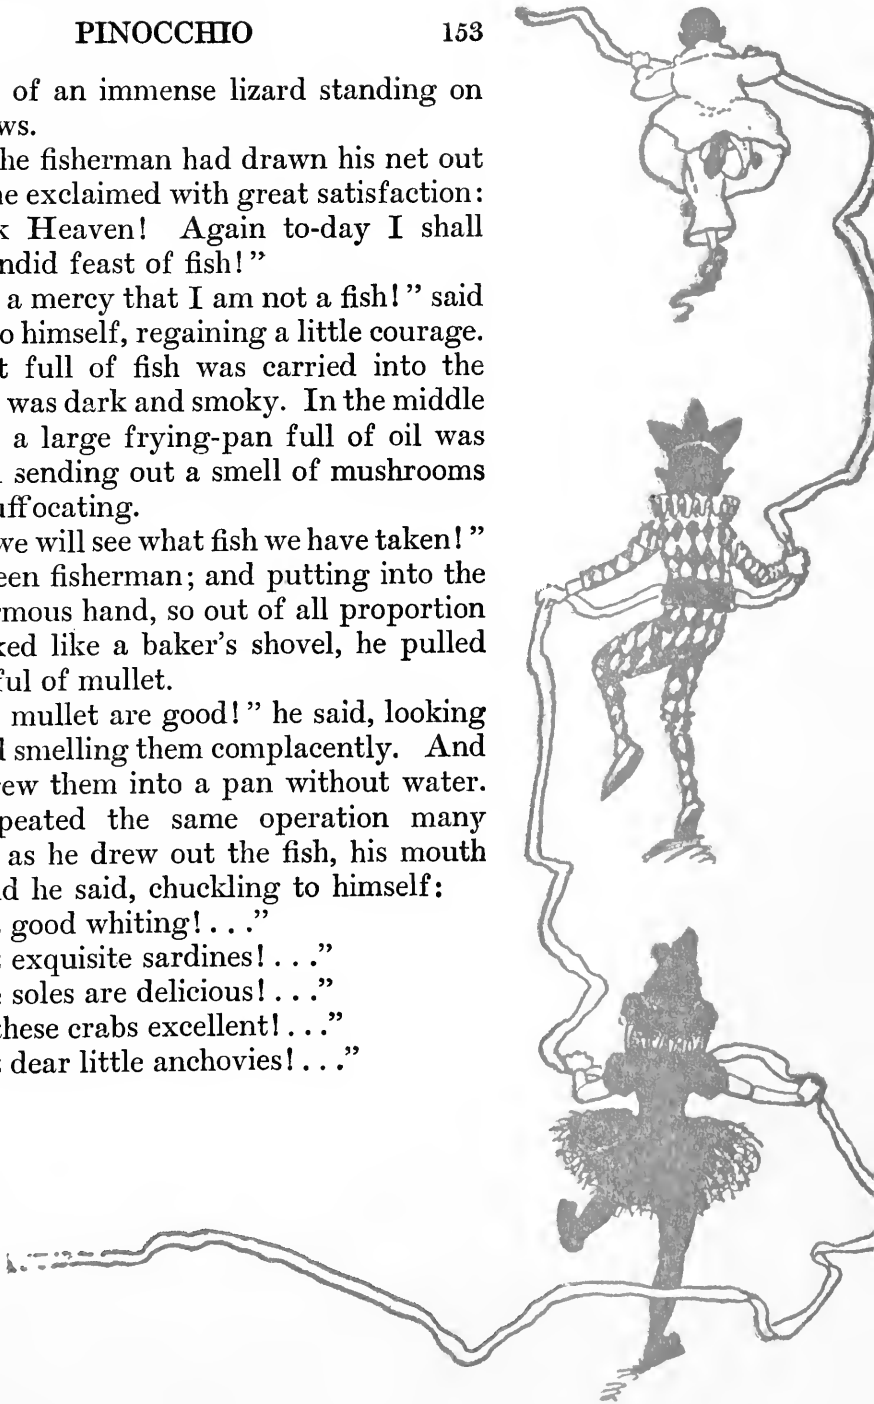 PINOCCHIO 153
of an immense lizard standing on
ws.
he fisherman had drawn his net out
he exclaimed with great satisfaction:
k Heaven! Again to-day I shall
ndid feast of fish!”
a mercy that I am not a fish!” said
o himself, regaining a little courage.
t full of fish was carried into the
was dark and smoky. In the middle
a large frying-pan full of oil was
sending out a smell of mushrooms
uffocating.
we will see what fish we have taken!”
een fisherman; and putting into the
rmous hand, so out of all proportion
ked like a baker’s shovel, he pulled
ful of mullet.
mullet are good!” he said, looking
l smelling them complacently. And
rew them into a pan without water.
peated the same operation many
as he drew out the fish, his mouth
d he said, chuckling to himself:
good whiting!...”
exquisite sardines!...”
soles are delicious!...”
these crabs excellent!...”
dear little anchovies!...”